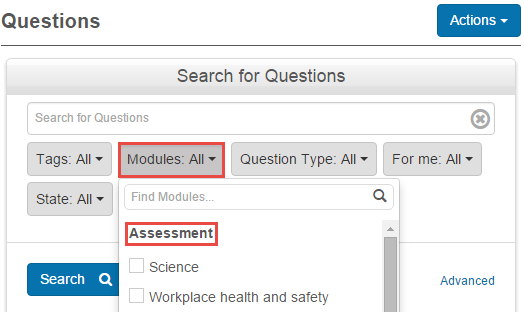 Questions
Actions
Search for Questions
Search for Questions
Tags: All
Modules: All
Question Type: All
For me: All
State: All
Find Modules...
Assessment
Science
Workplace health and safety
Search
Advanced